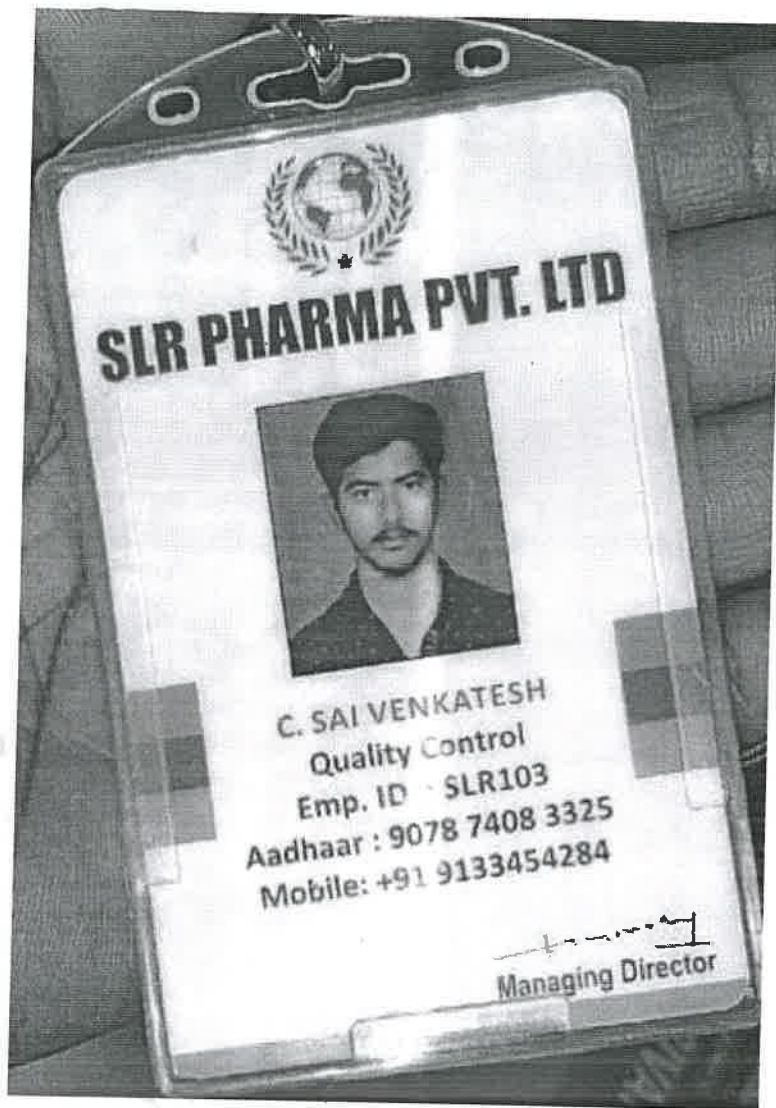 SLR PHARMA PVT. LTD
C. SAI VENKATESH
Quality Control
Emp. ID : SLR103
Aadhaar : 9078 7408 3325
Mobile: +91 9133454284
Managing Director